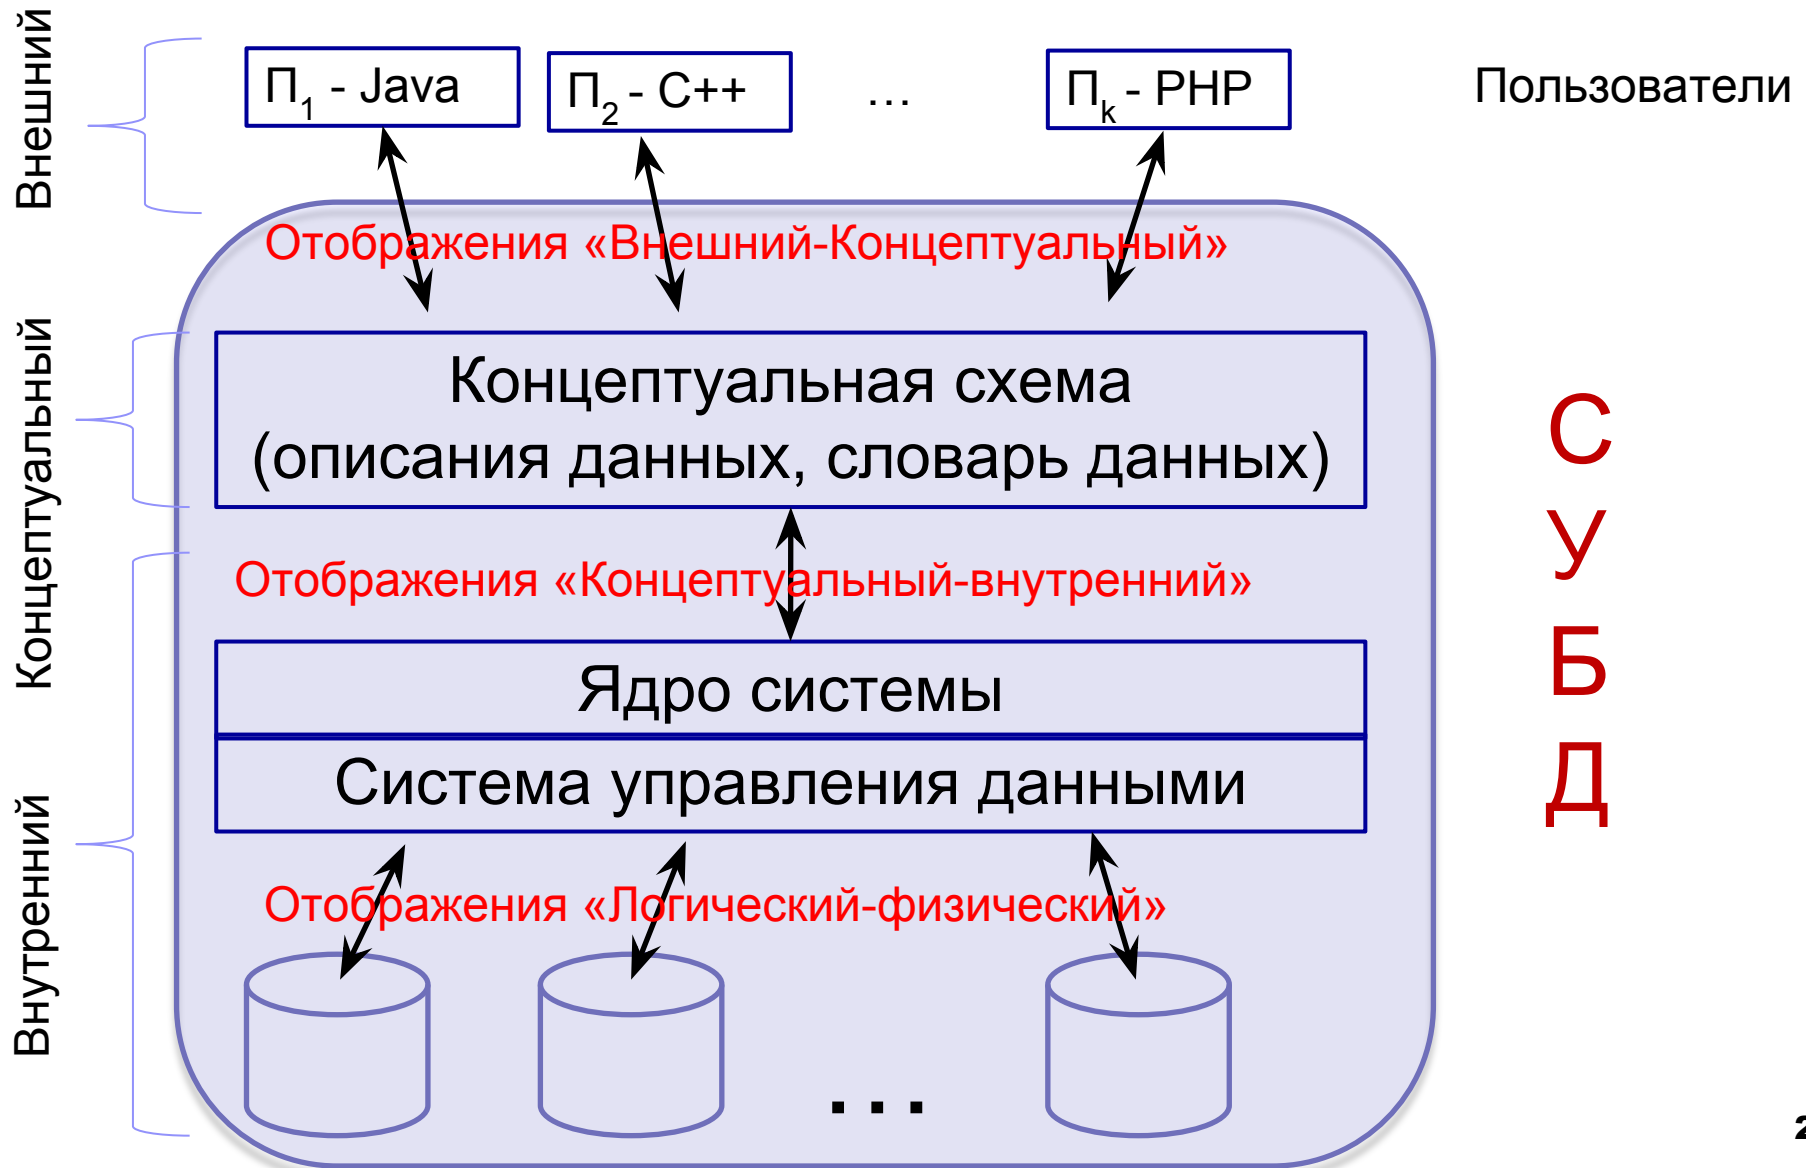 Внешний
П1 - Java
П2 - C++
...
Пk - PHP
Пользователи
Отображения «Внешний-Концептуальный»
Концептуальный
Концептуальная схема
(описания данных, словарь данных)
С
У
Б
Д
Отображения «Концептуальный-внутренний»
Ядро системы
Система управления данными
Внутренний
Отображения «Логический-физический»
...
2